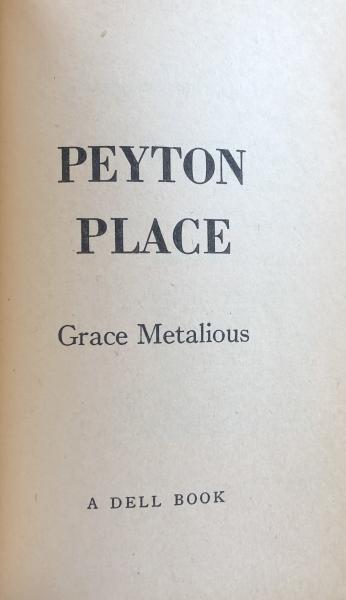 PEYTON
PLACE
Grace Metalious
A DELL BOOK